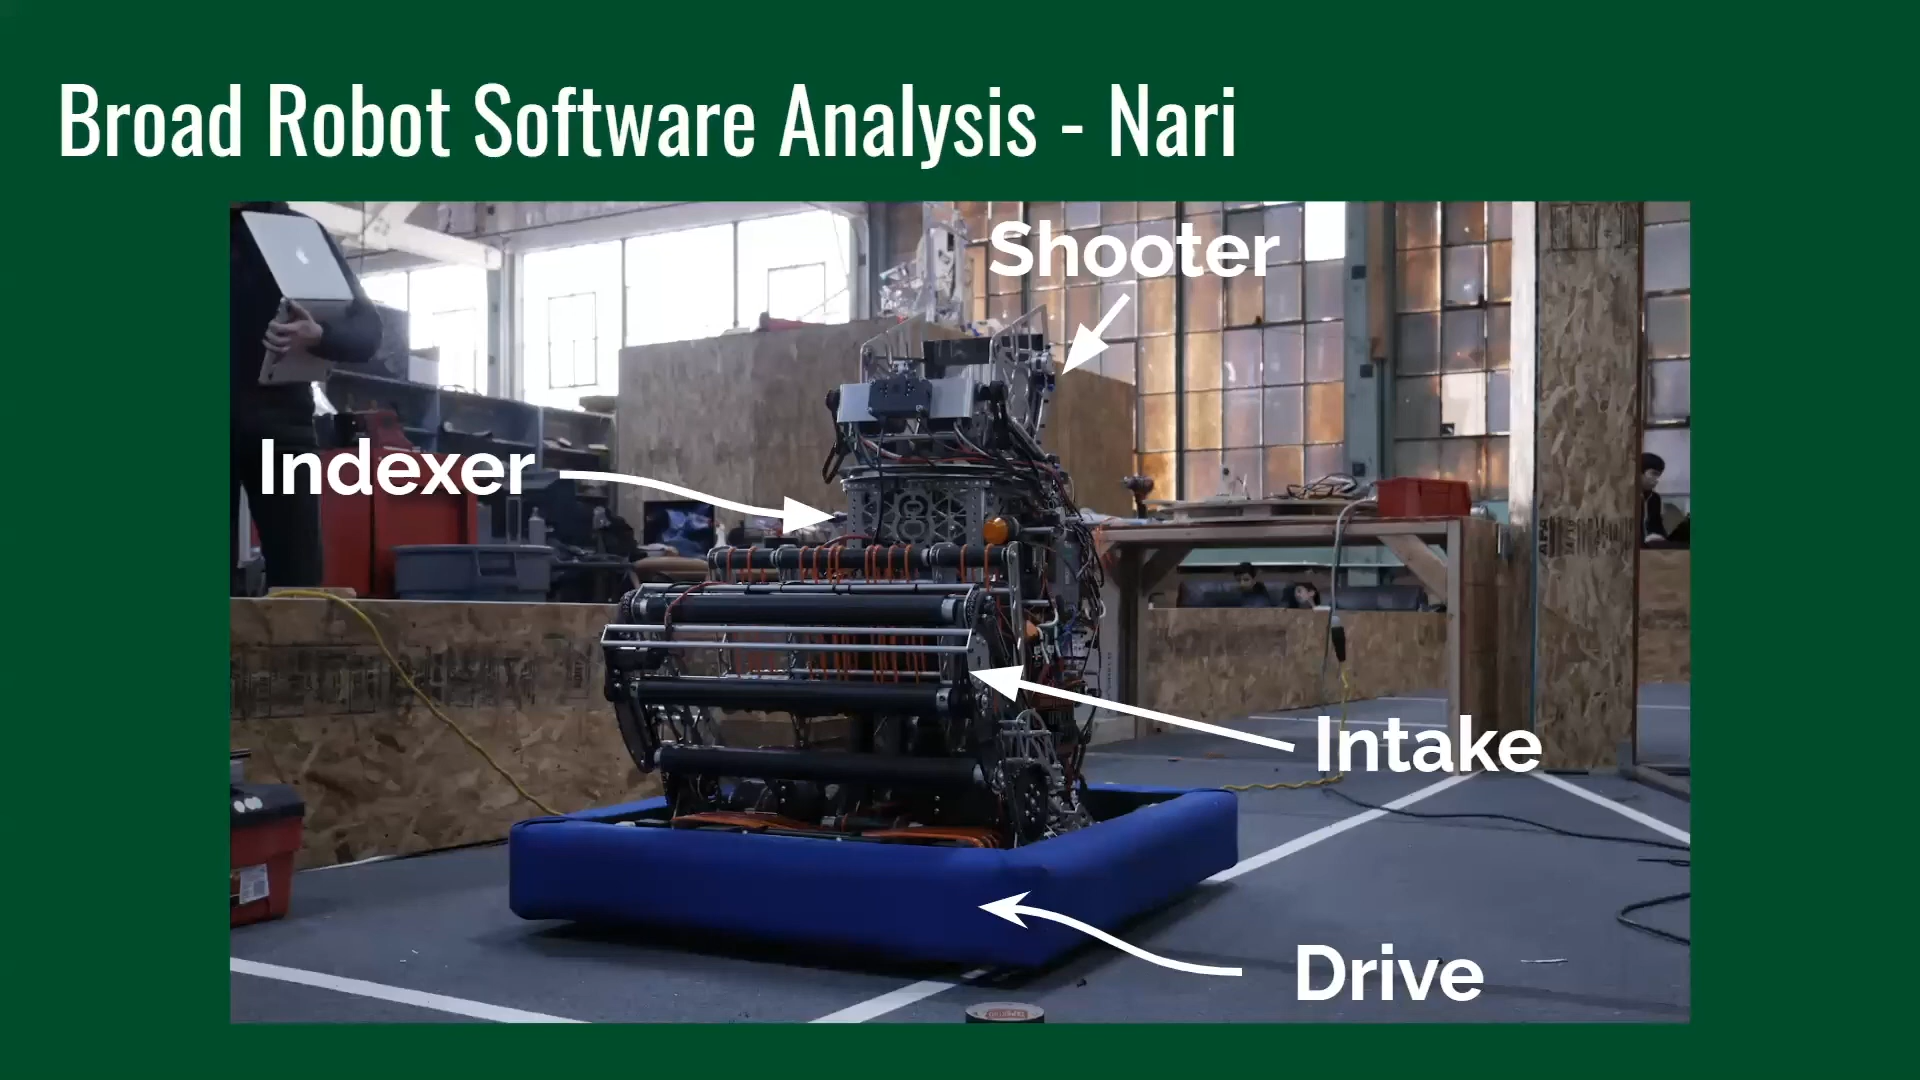 Broad Robot Software Analysis - Nari
Shooter
Indexer
Intake
Drive